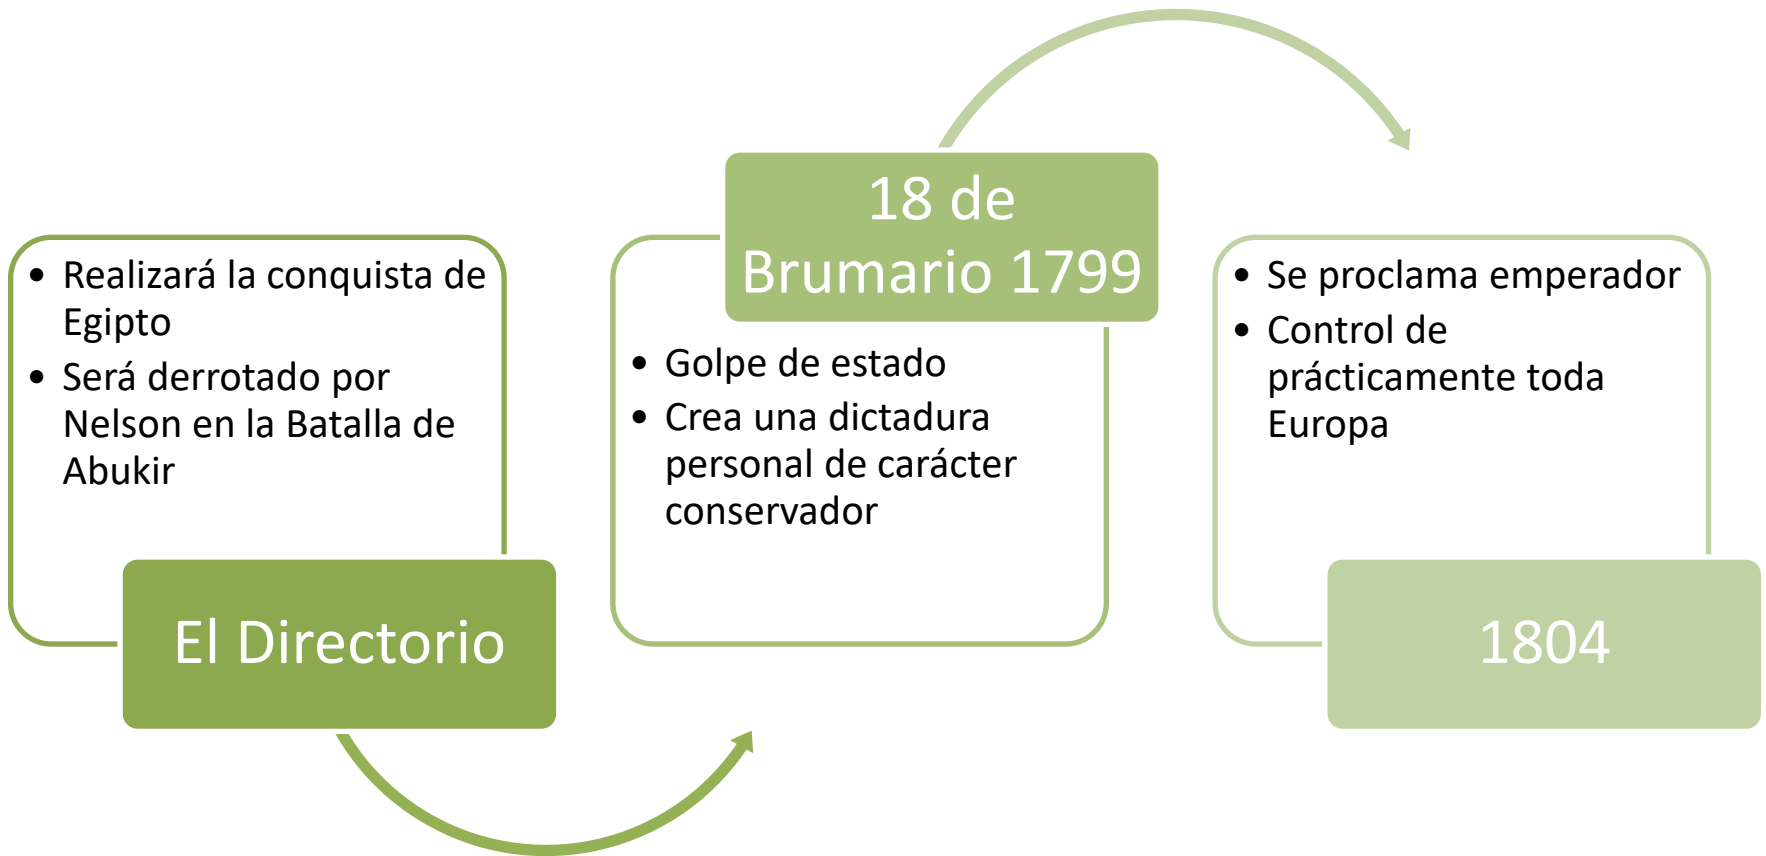 • Realizará la conquista de
Egipto
• Será derrotado por
Nelson en la Batalla de
Abukir
El Directorio
18 de
Brumario 1799
• Golpe de estado
• Crea una dictadura
personal de carácter
conservador
• Se proclama emperador
• Control de
prácticamente toda
Europa
1804